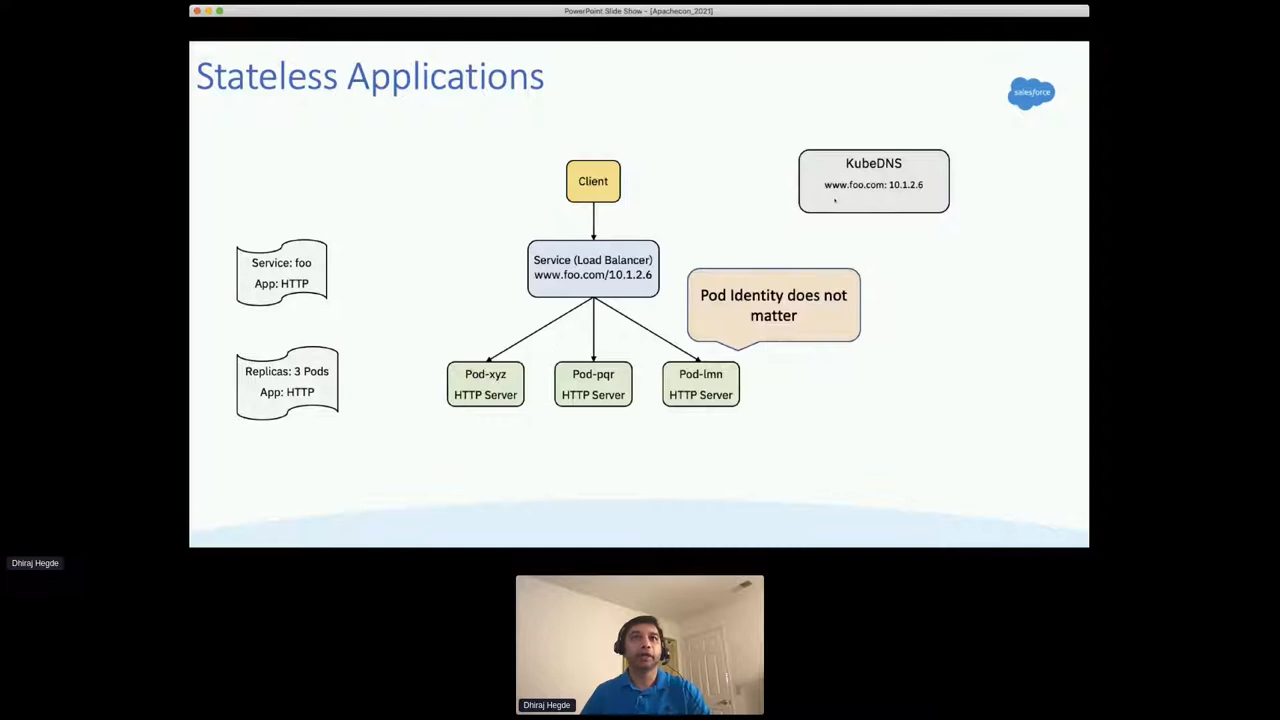 PowerPoint Slide Show - [Apachecon_2021]
Stateless Applications
salesforce
KubeDNS
www.foo.com: 10.1.2.6
Client
Service: foo
App: HTTP
Service (Load Balancer)
www.foo.com/10.1.2.6
Pod Identity does not
matter
Replicas: 3 Pods
App: HTTP
Pod-xyz
HTTP Server
Pod-pqr
HTTP Server
Pod-lmn
HTTP Server
Dhiraj Hegde
Dhiraj Hegde